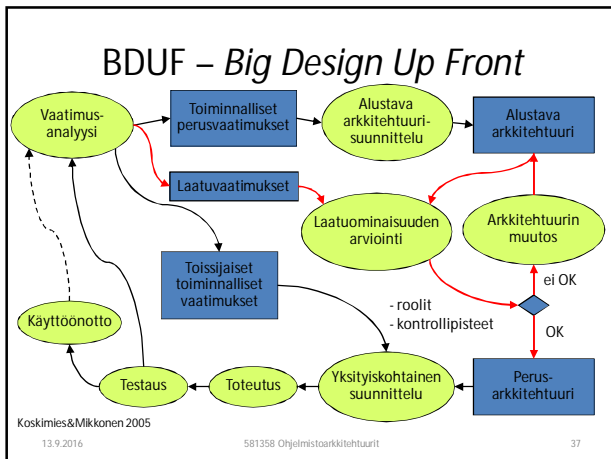 BDUF – Big Design Up Front
Vaatimus-
analyysi
Toiminnalliset
perusvaatimukset
Alustava
arkkitehtuuri-
suunnittelu
Alustava
arkkitehtuuri
Laatuvaatimukset
Laatuominaisuuden
arviointi
Arkkitehtuurin
muutos
Toissijaiset
toiminnalliset
vaatimukset
- roolit
- kontrollipisteet
ei OK
OK
Käyttöönotto
Testaus
Toteutus
Yksityiskohtainen
suunnittelu
Perus-
arkkitehtuuri
Koskimies&Mikkonen 2005
13.9.2016
581358 Ohjelmistoarkkitehtuurit
37